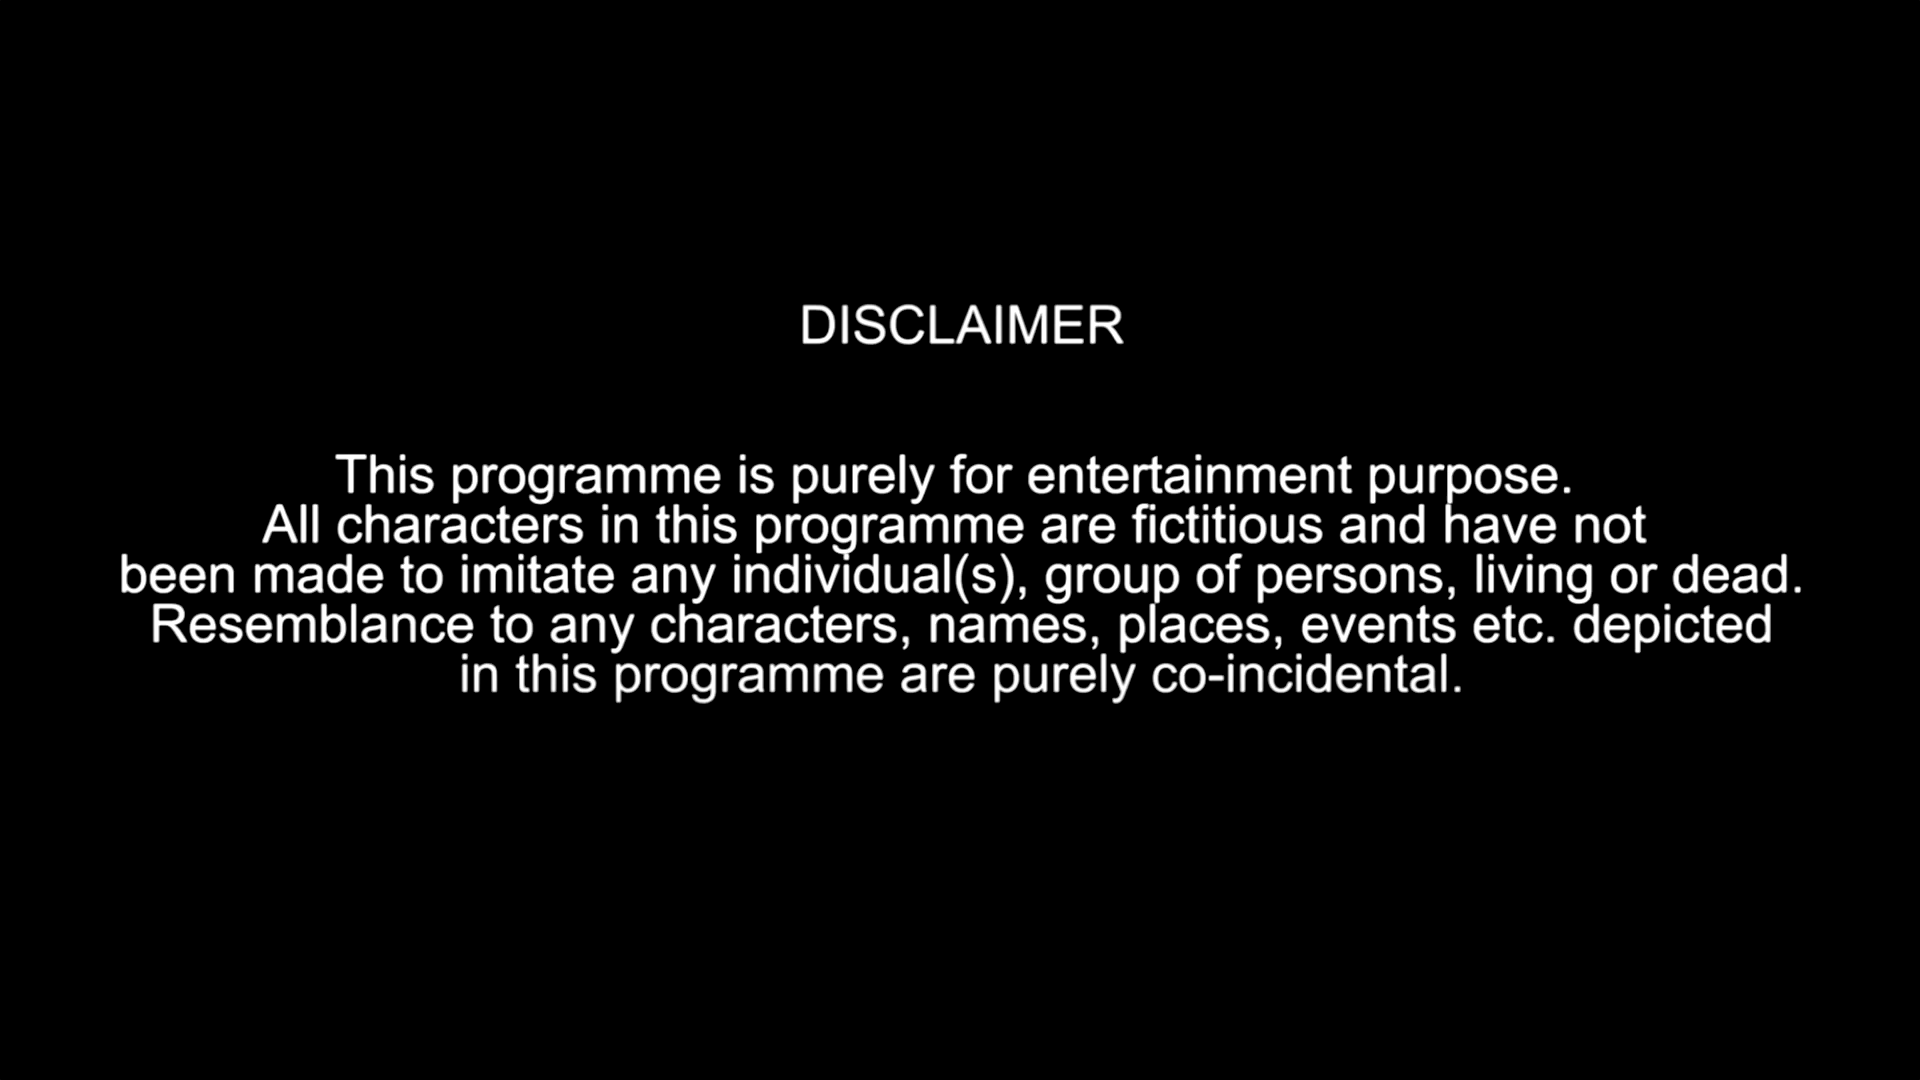 DISCLAIMER
This programme is purely for entertainment purpose.
All characters in this programme are fictitious and have not
been made to imitate any individual(s), group of persons, living or dead.
Resemblance to any characters, names, places, events etc. depicted
in this programme are purely co-incidental.